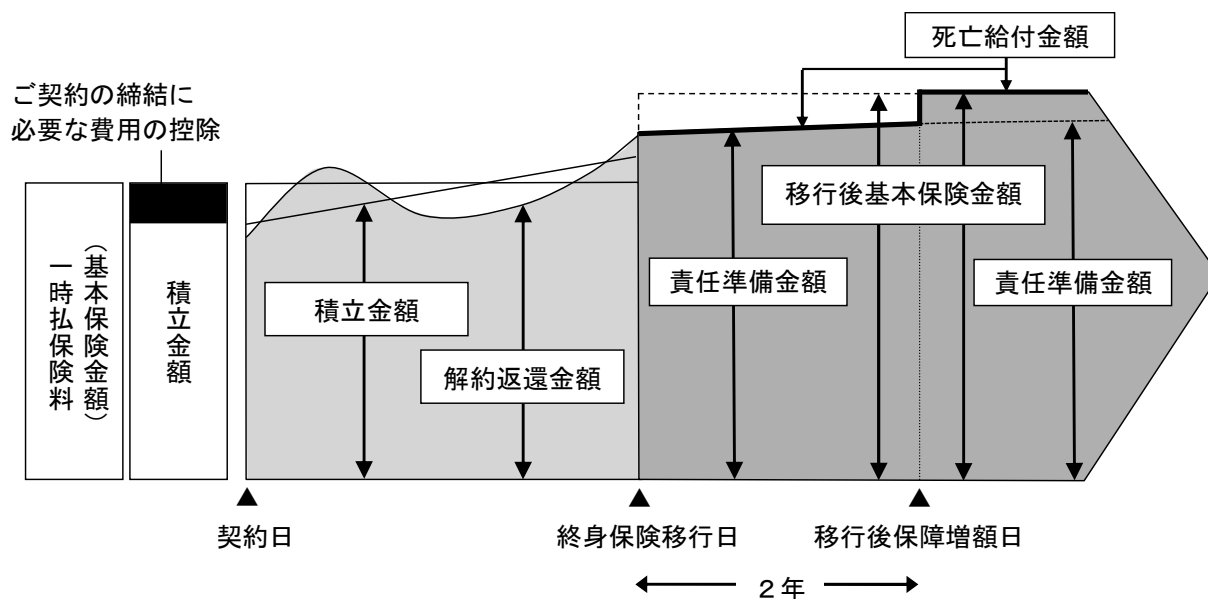 死亡給付金額
ご契約の締結に
必要な費用の控除
移行後基本保険金額
一時払保険料
（基本保険金額）
積立金額
積立金額
解約返還金額
責任準備金額
責任準備金額
契約日
終身保険移行日
移行後保障増額日
２年